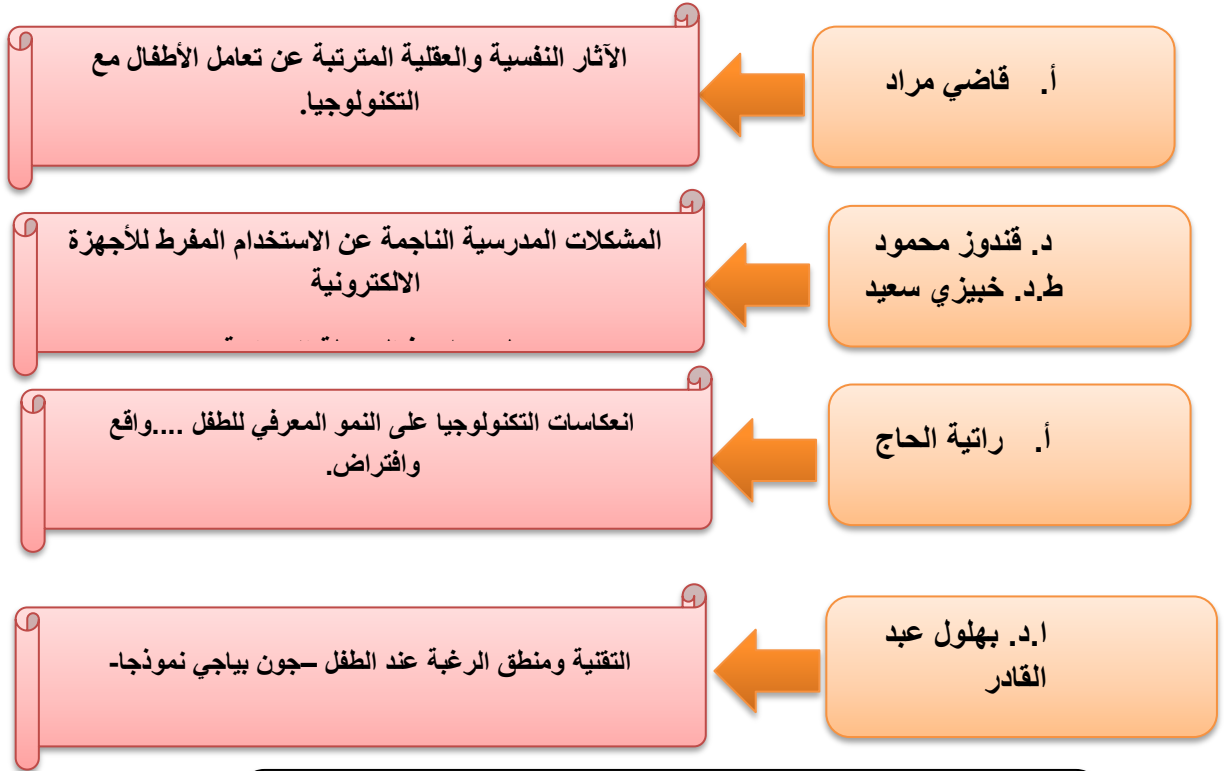 أ. قاضي مراد
الآثار النفسية والعقلية المترتبة عن تعامل الأطفال مع
التكنولوجيا.
د. قندوز محمود
ط.د. خبيزي سعيد
المشكلات المدرسية الناجمة عن الاستخدام المفرط للأجهزة
الالكترونية
أ. راتية الحاج
انعكاسات التكنولوجيا على النمو المعرفي للطفل ....واقع
وافتراض.
ا.د. بهلول عبد
القادر
التقنية ومنطق الرغبة عند الطفل –جون بياجي نموذجا-